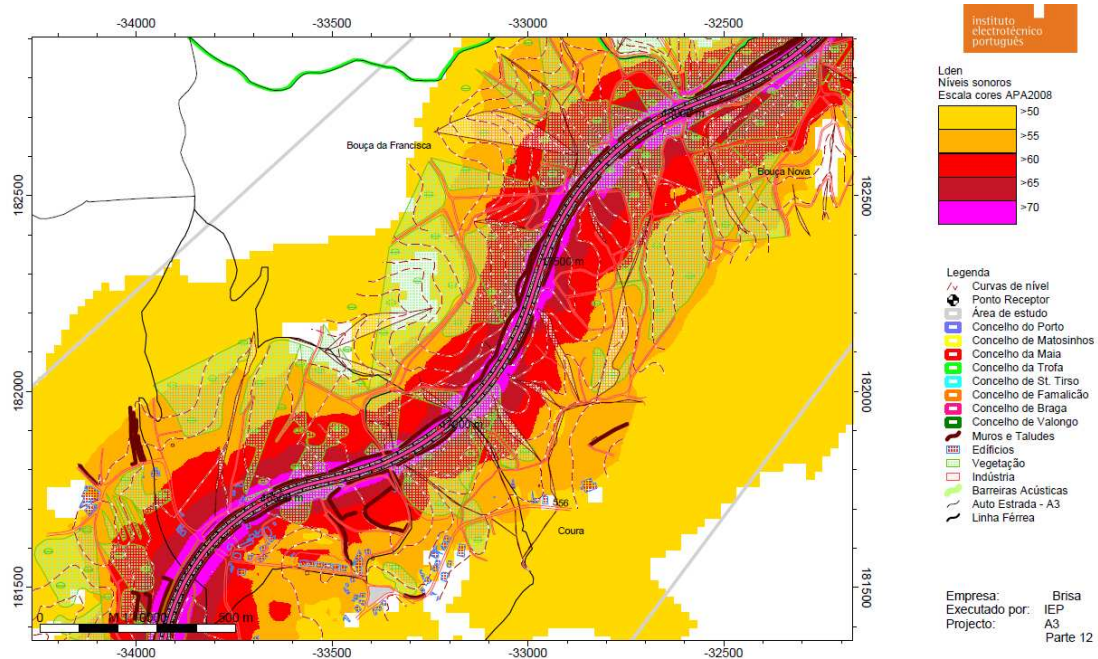 -34000 -33500 -33000 -32500
instituto
electrotécnico
português
Lden
Níveis sonoros
Escala cores APA2008
>50
>55
>60
>65
>70
Bouça da Francisca
Bouça Nova
182500
182500
182000
182000
Coura
181500
181500
0
500 m
-34000 -33500 -33000 -32500
Legenda
Curvas de nível
Ponto Receptor
Área de estudo
Concelho do Porto
Concelho de Matosinhos
Concelho da Maia
Concelho da Trofa
Concelho de St. Tirso
Concelho de Famalicão
Concelho de Braga
Concelho de Valongo
Muros e Taludes
Edifícios
Vegetação
Indústria
Barreiras Acústicas
Auto Estrada - A3
Linha Férrea
Empresa: Brisa
Executado por: IEP
Projecto: A3
Parte 12